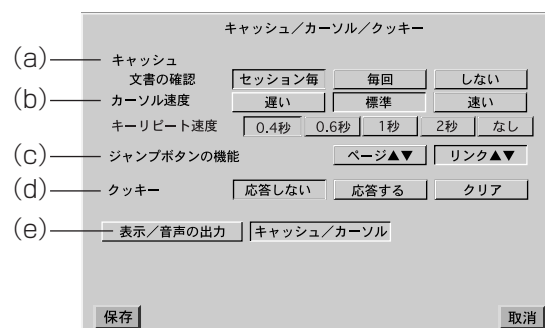 キャッシュ／カーソル／クッキー
(a) キャッシュ
文書の確認 セッション毎 毎回 しない
(b) カーソル速度 遅い 標準 速い
キーリピート速度 0.4秒 0.6秒 1秒 2秒 なし
(c) ジャンプボタンの機能 ページ▲▼ リンク▲▼
(d) クッキー 応答しない 応答する クリア
(e) 表示／音声の出力 キャッシュ／カーソル
保存 取消